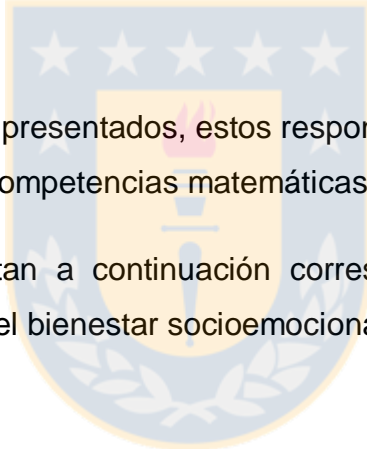 presentados, estos respon
ompetencias matemáticas
tan a continuación corres
el bienestar socioemociona